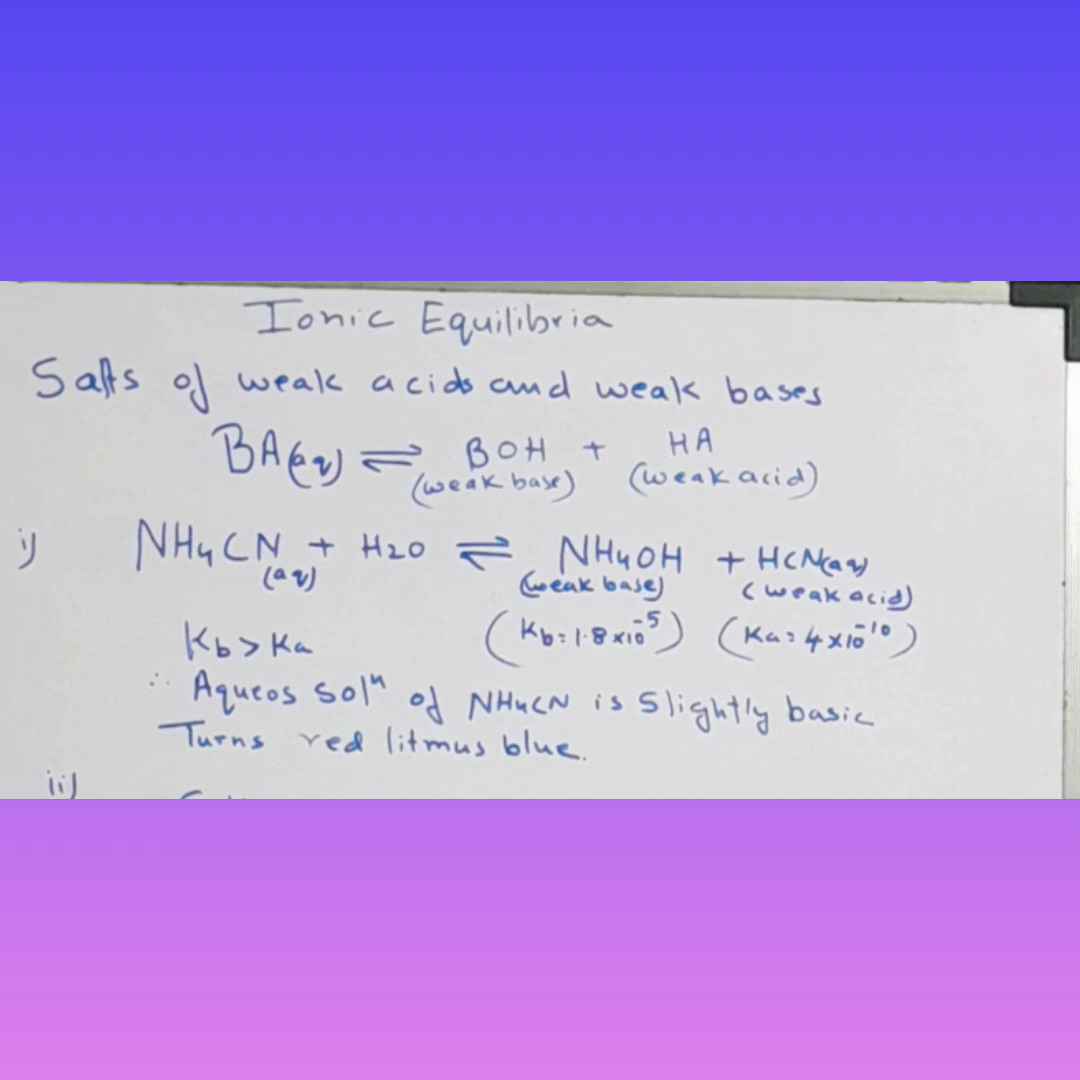 Ionic Equilibria
Salts of weak acids and weak bases
BA(aq) ⇌ BOH + HA
(weak base) (weak acid)
i) NH4CN + H2O ⇌ NH4OH + HCN(aq)
(aq) (weak base) (weak acid)
Kb > Ka (Kb = 1.8 x 10⁻⁵) (Ka = 4 x 10⁻¹⁰)
∴ Aqueos solⁿ of NH4CN is slightly basic
Turns red litmus blue.
ii)